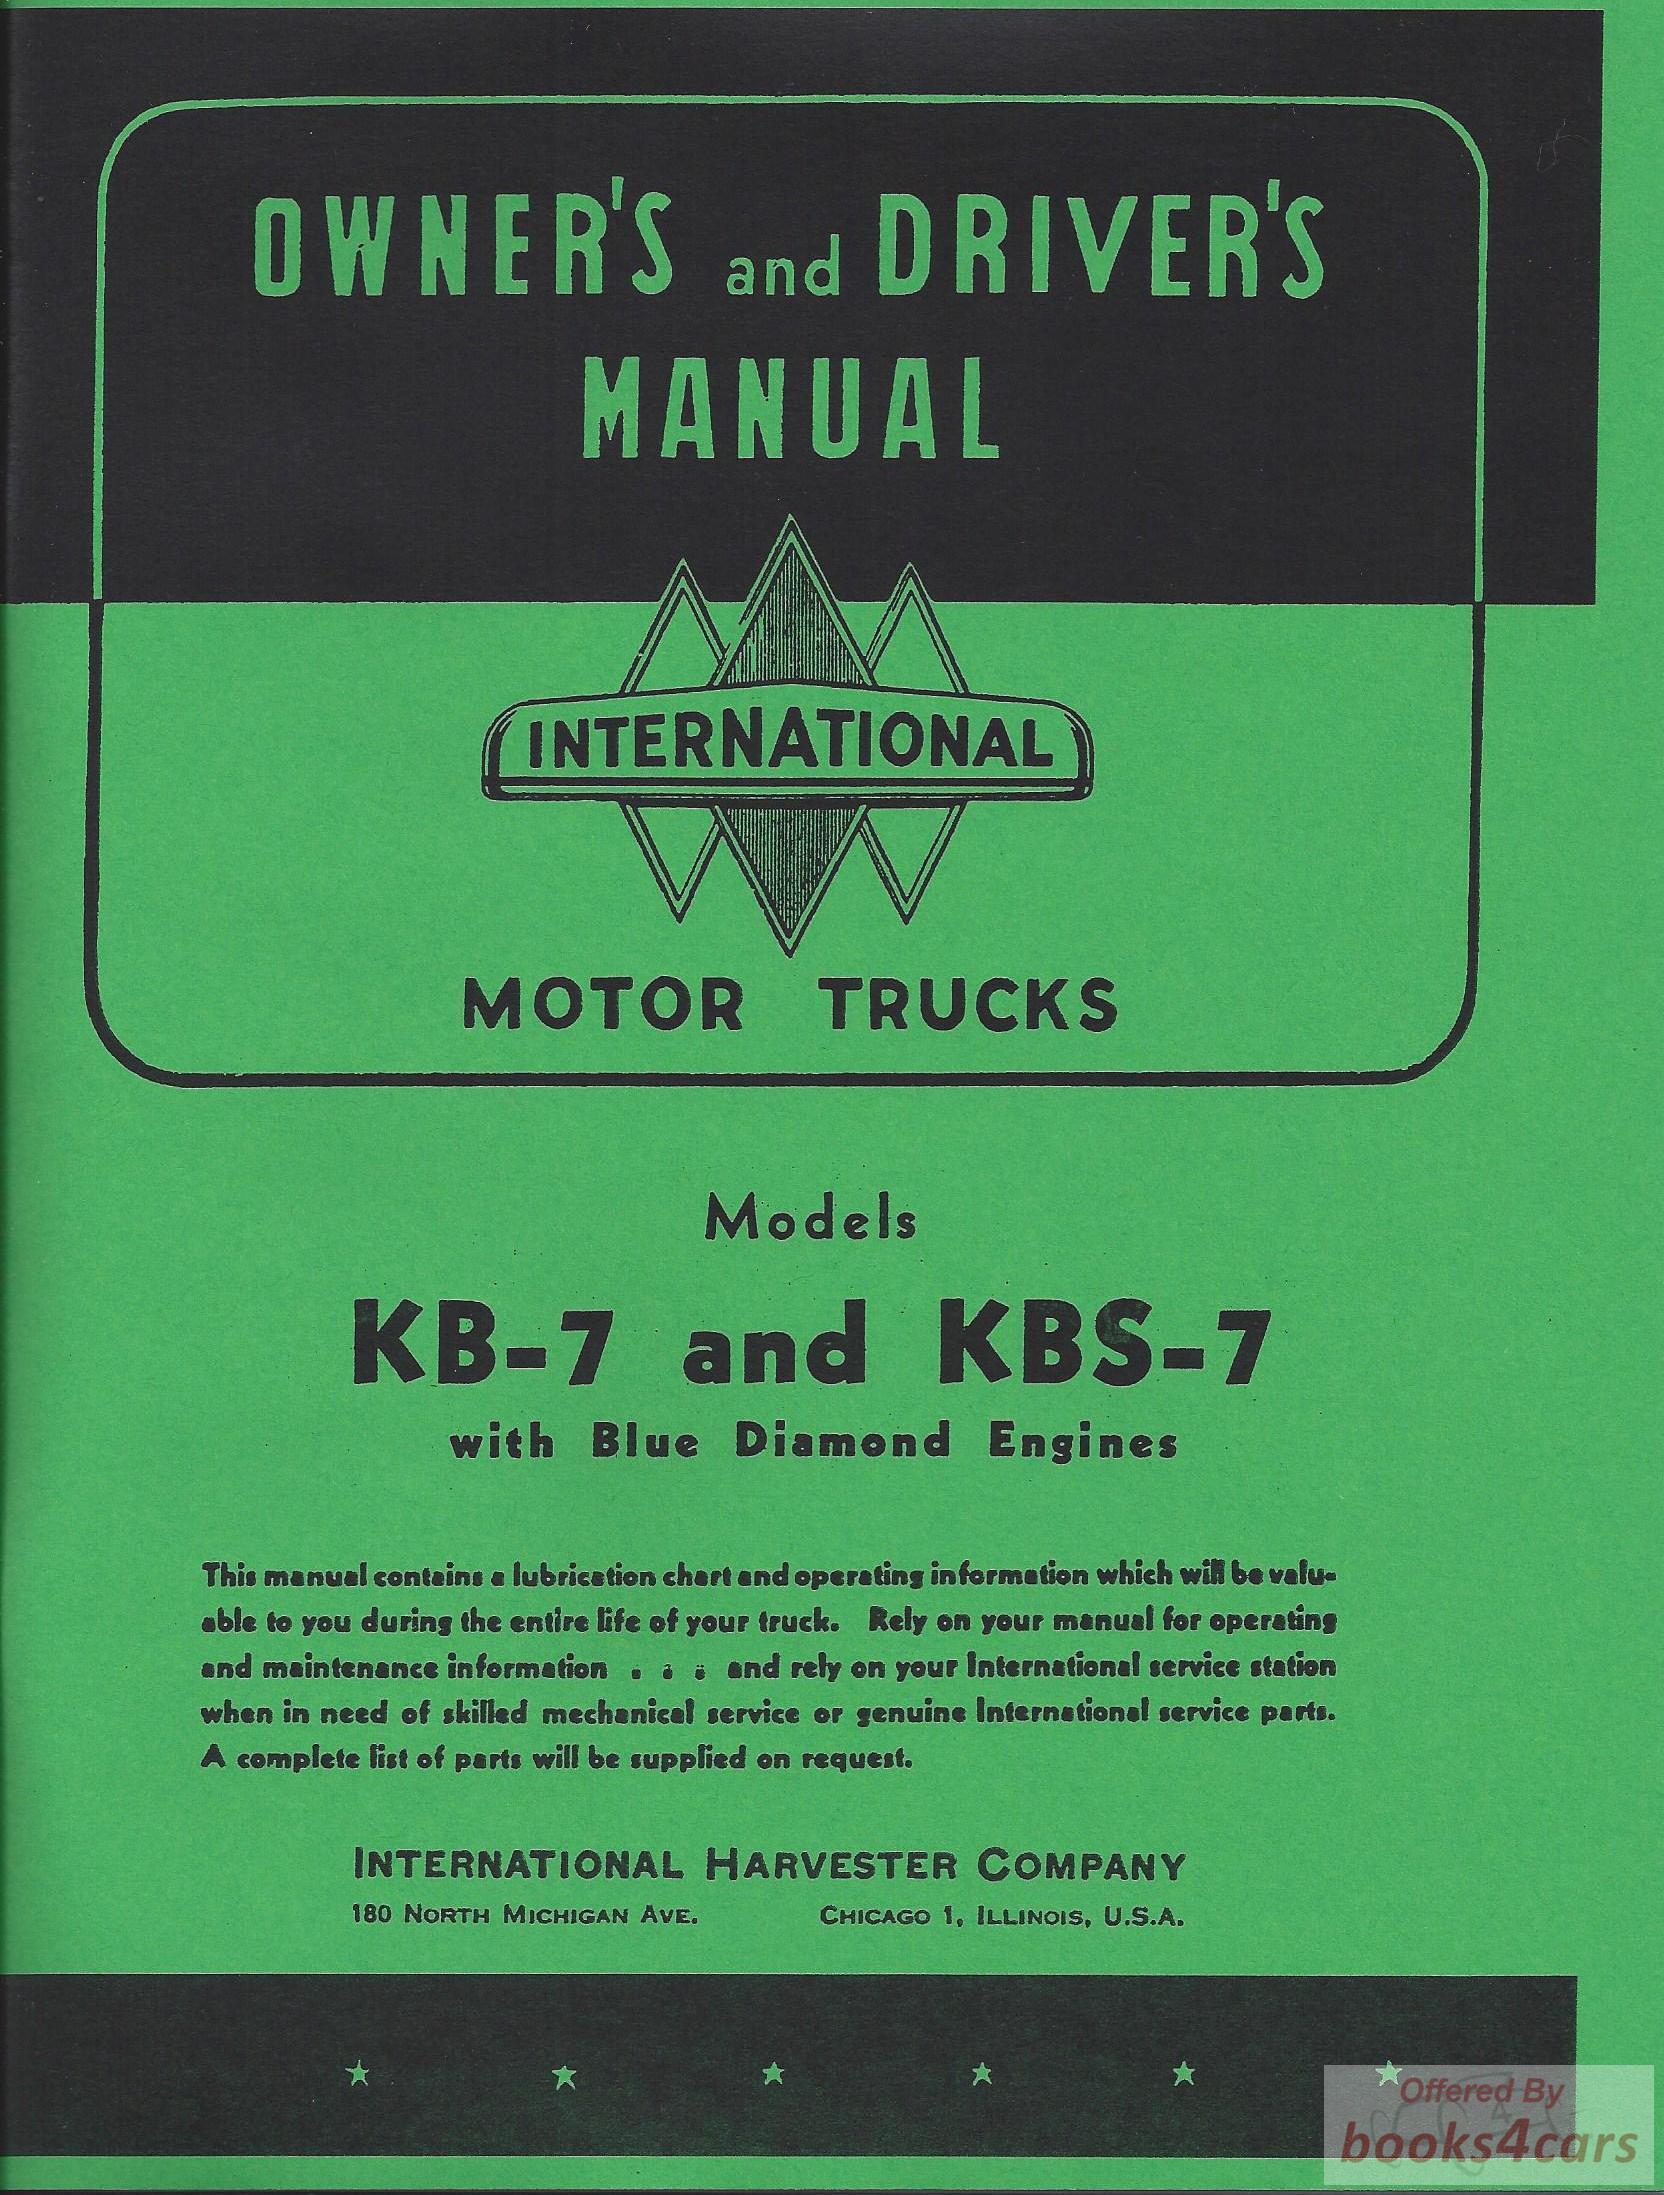 OWNER'S and DRIVER'S
MANUAL
INTERNATIONAL
MOTOR TRUCKS
Models
KB-7 and KBS-7
with Blue Diamond Engines
This manual contains a lubrication chart and operating information which will be valu-
able to you during the entire life of your truck. Rely on your manual for operating
and maintenance information . . . and rely on your International service station
when in need of skilled mechanical service or genuine International service parts.
A complete list of parts will be supplied on request.
INTERNATIONAL HARVESTER COMPANY
180 NORTH MICHIGAN AVE. CHICAGO 1, ILLINOIS, U.S.A.
Offered By
books4cars